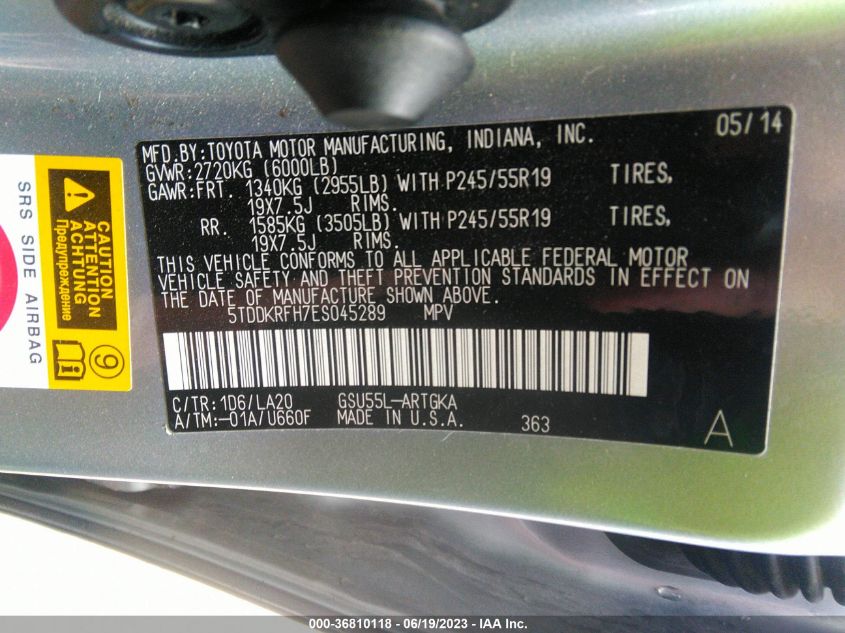 MFD.BY:TOYOTA MOTOR MANUFACTURING, INDIANA, INC. 05/14
GVWR:2720KG (6000LB)
GAWR:FRT. 1340KG (2955LB) WITH P245/55R19 TIRES,
19X7.5J RIMS.
RR. 1585KG (3505LB) WITH P245/55R19 TIRES,
19X7.5J RIMS.
THIS VEHICLE CONFORMS TO ALL APPLICABLE FEDERAL MOTOR
VEHICLE SAFETY AND THEFT PREVENTION STANDARDS IN EFFECT ON
THE DATE OF MANUFACTURE SHOWN ABOVE.
5TDDKRFH7ES045289 MPV
C/TR:1D6/LA20 GSU55L-ARTGKA
A/TM:-01A/U660F MADE IN U.S.A. 363
A
SRS SIDE AIRBAG
CAUTION
ATTENTION
ACHTUNG
Предупреждение
9
000-36810118 - 06/19/2023 - IAA Inc.